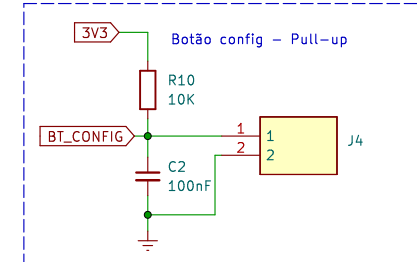 3V3
Botão config – Pull-up
R10
10K
BT_CONFIG
1
1
J4
2
2
C2
100nF